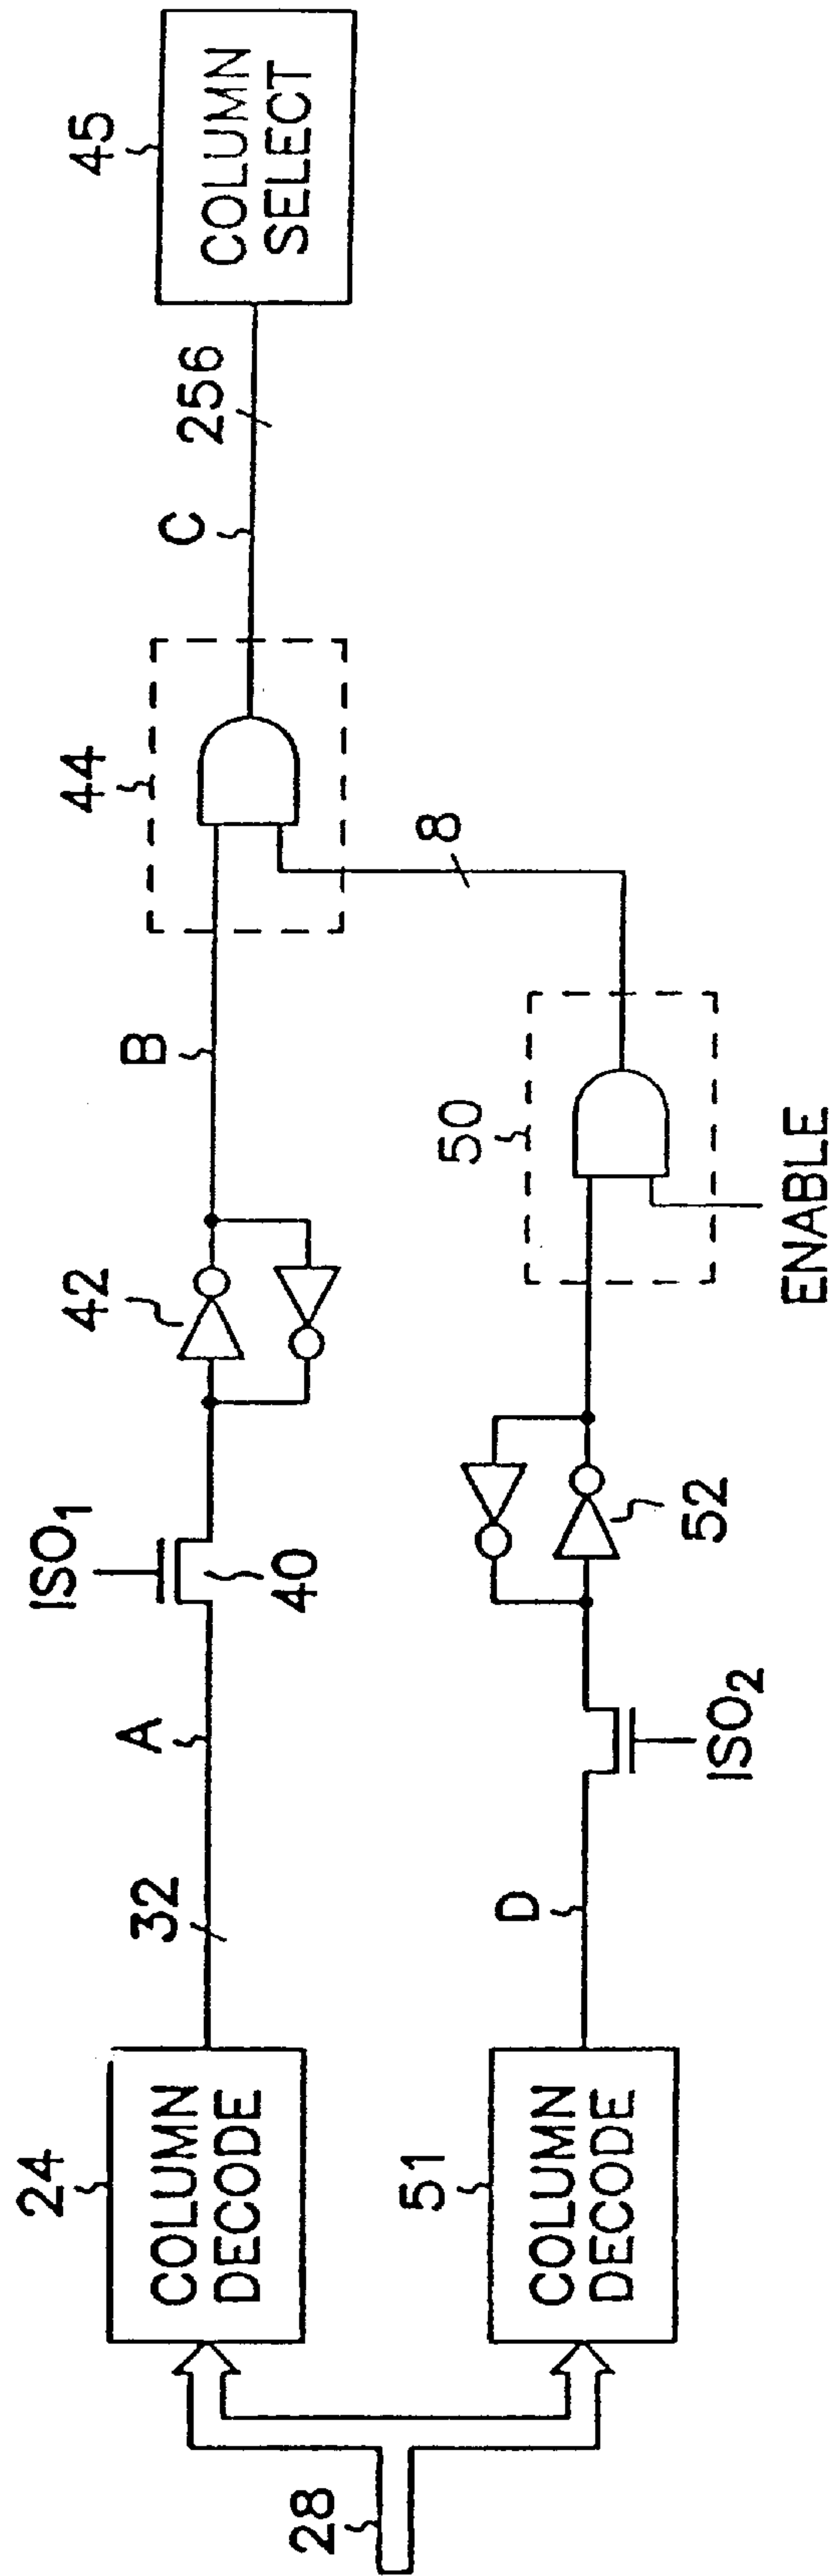 28
24
COLUMN
DECODE
32
A
ISO1
40
42
B
44
C
256
45
COLUMN
SELECT
51
COLUMN
DECODE
D
ISO2
52
50
ENABLE
8